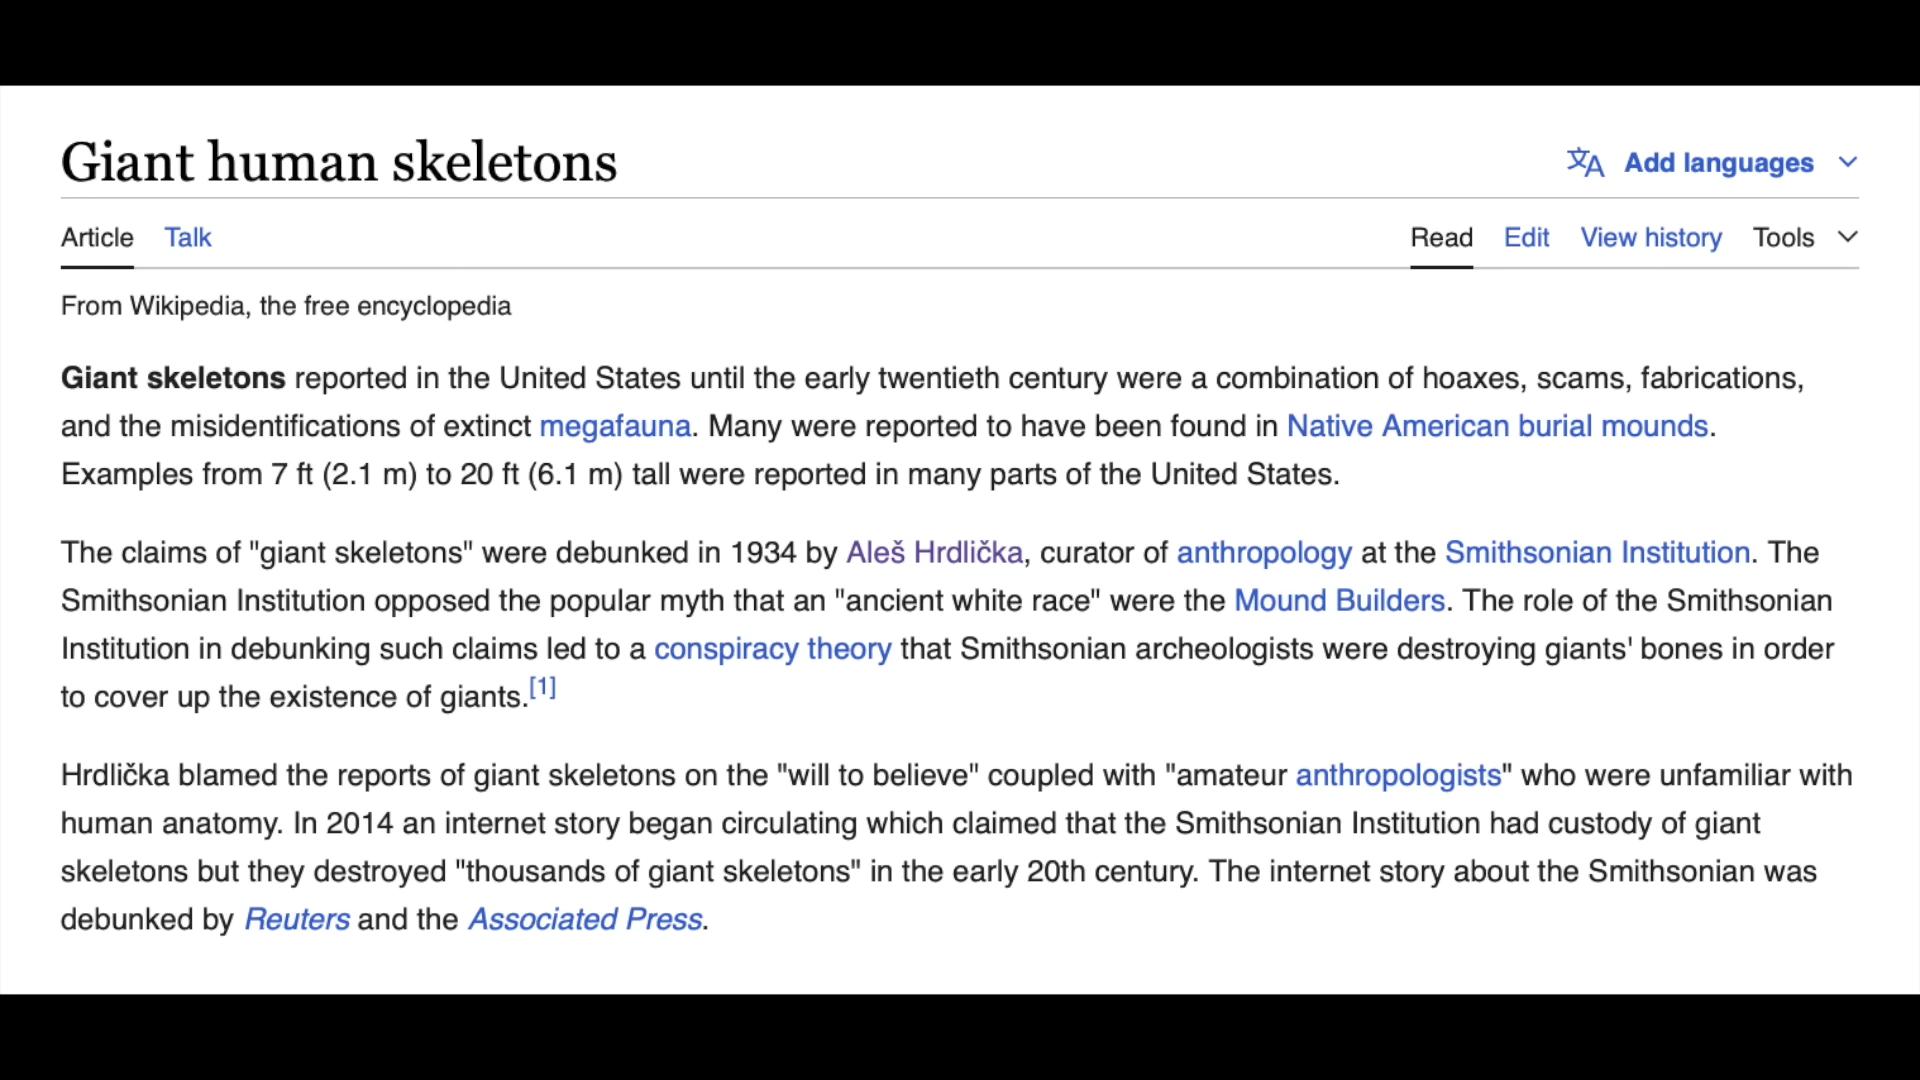 Giant human skeletons
Add languages
Article Talk
Read Edit View history Tools
From Wikipedia, the free encyclopedia
Giant skeletons reported in the United States until the early twentieth century were a combination of hoaxes, scams, fabrications,
and the misidentifications of extinct megafauna. Many were reported to have been found in Native American burial mounds.
Examples from 7 ft (2.1 m) to 20 ft (6.1 m) tall were reported in many parts of the United States.
The claims of "giant skeletons" were debunked in 1934 by Aleš Hrdlička, curator of anthropology at the Smithsonian Institution. The
Smithsonian Institution opposed the popular myth that an "ancient white race" were the Mound Builders. The role of the Smithsonian
Institution in debunking such claims led to a conspiracy theory that Smithsonian archeologists were destroying giants' bones in order
to cover up the existence of giants.[1]
Hrdlička blamed the reports of giant skeletons on the "will to believe" coupled with "amateur anthropologists" who were unfamiliar with
human anatomy. In 2014 an internet story began circulating which claimed that the Smithsonian Institution had custody of giant
skeletons but they destroyed "thousands of giant skeletons" in the early 20th century. The internet story about the Smithsonian was
debunked by Reuters and the Associated Press.